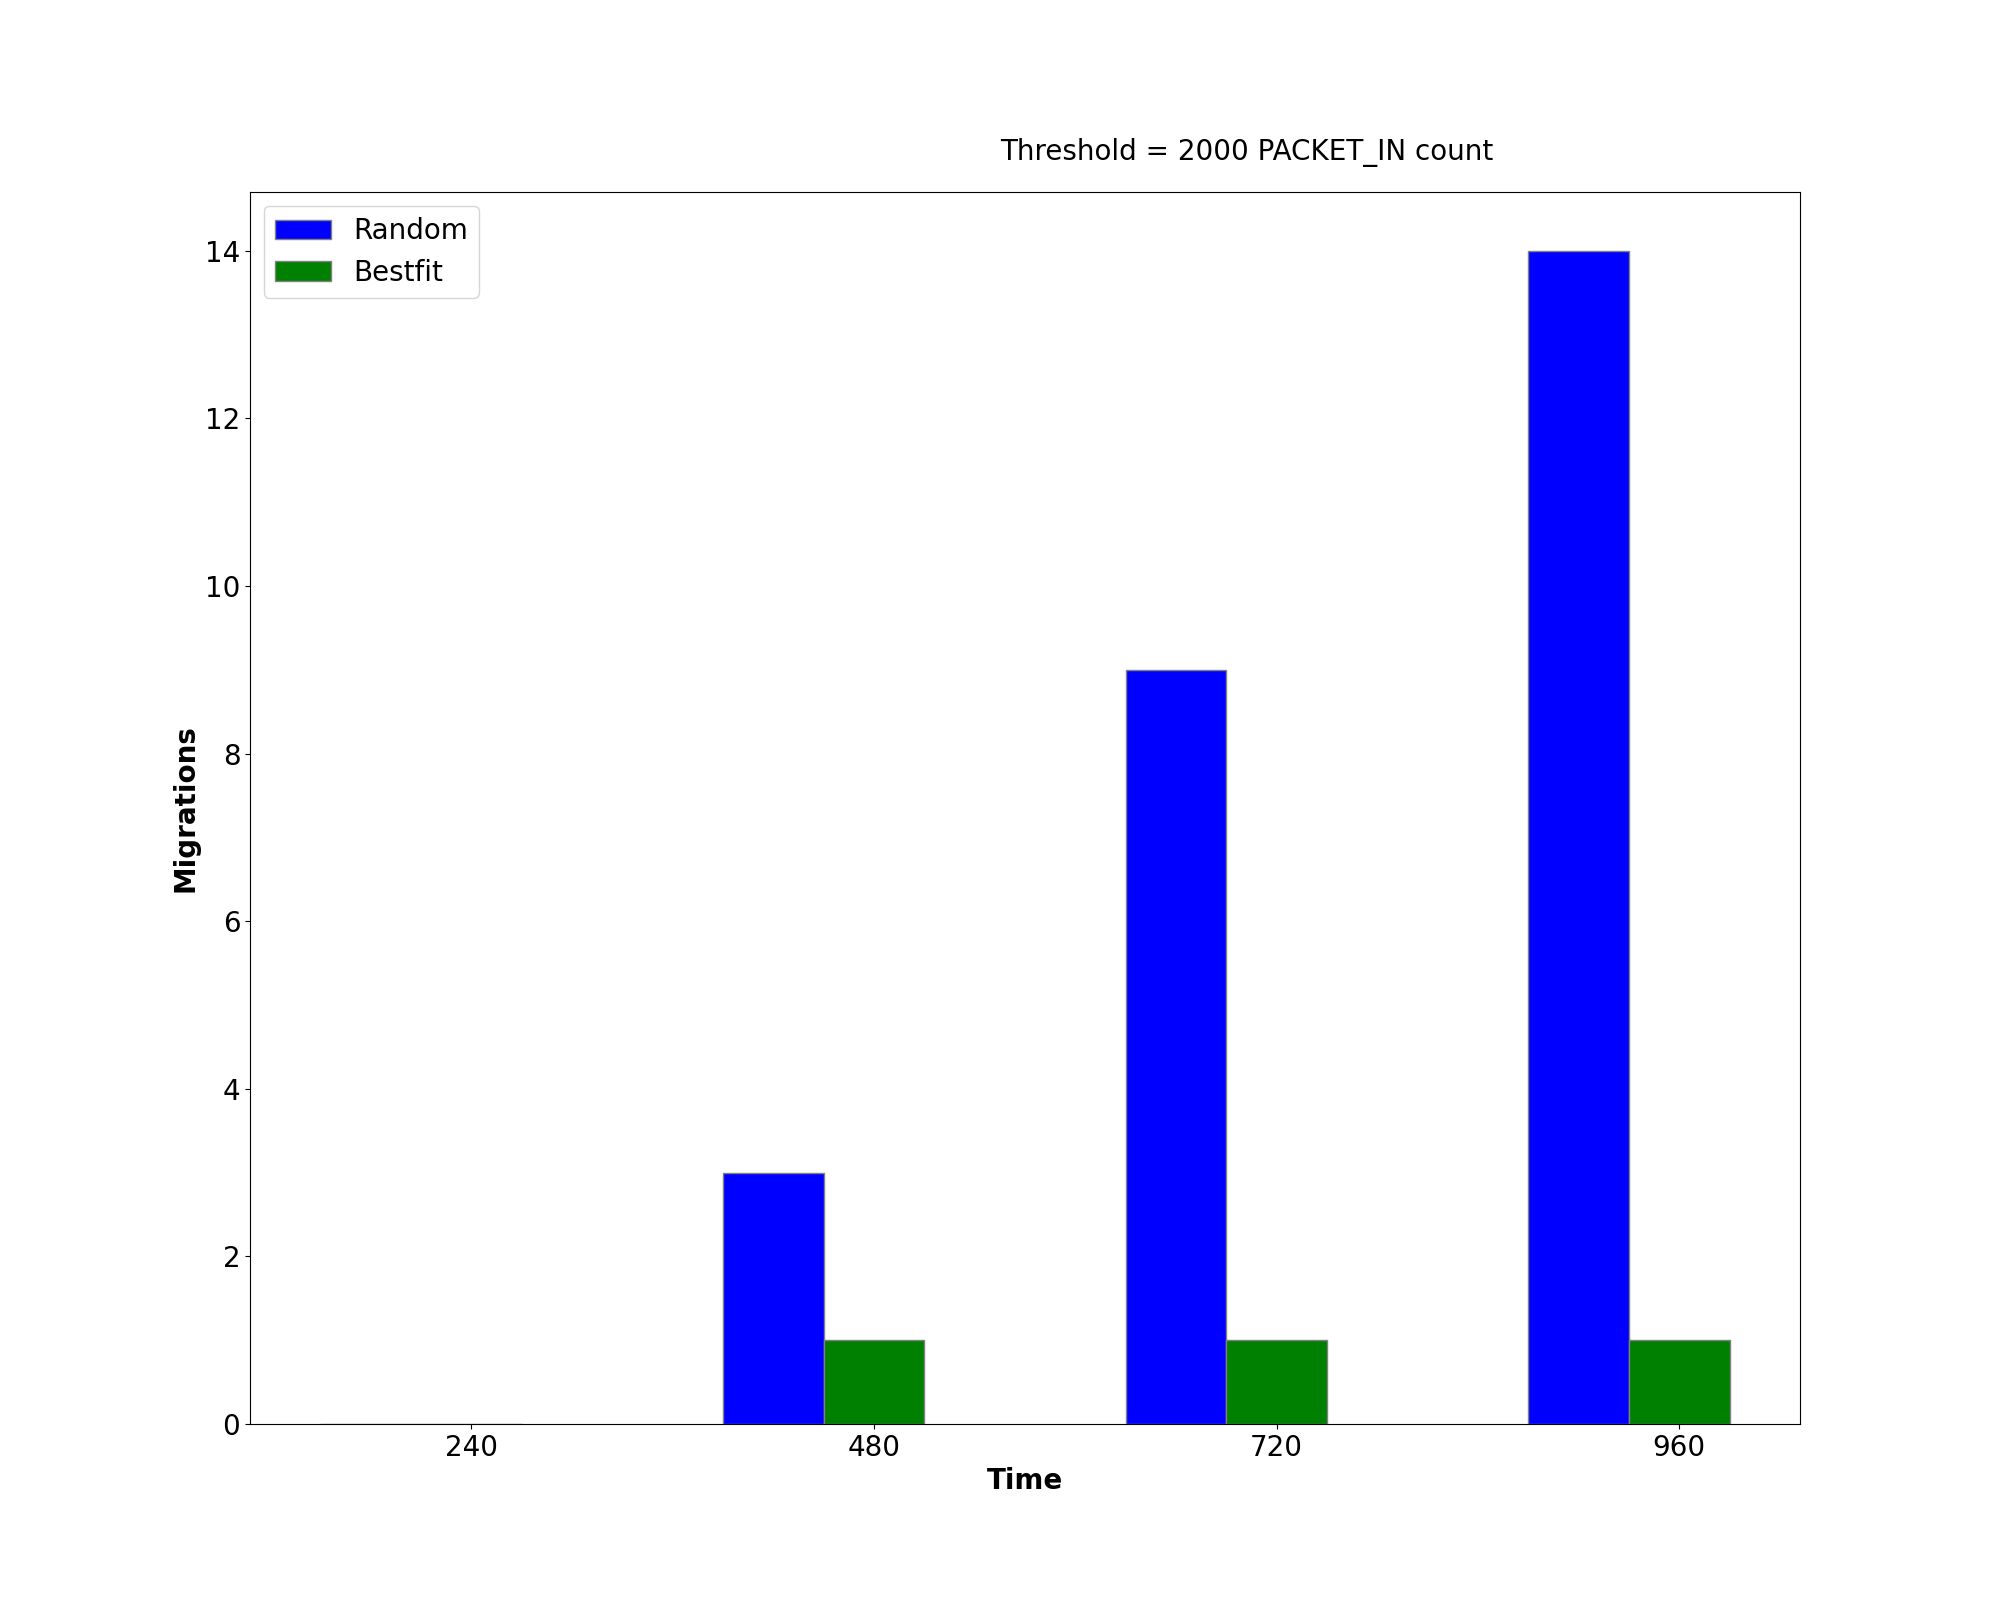 Threshold = 2000 PACKET_IN count
Random
Bestfit
14
12
10
8
6
4
2
0
Migrations
240 480 720 960
Time